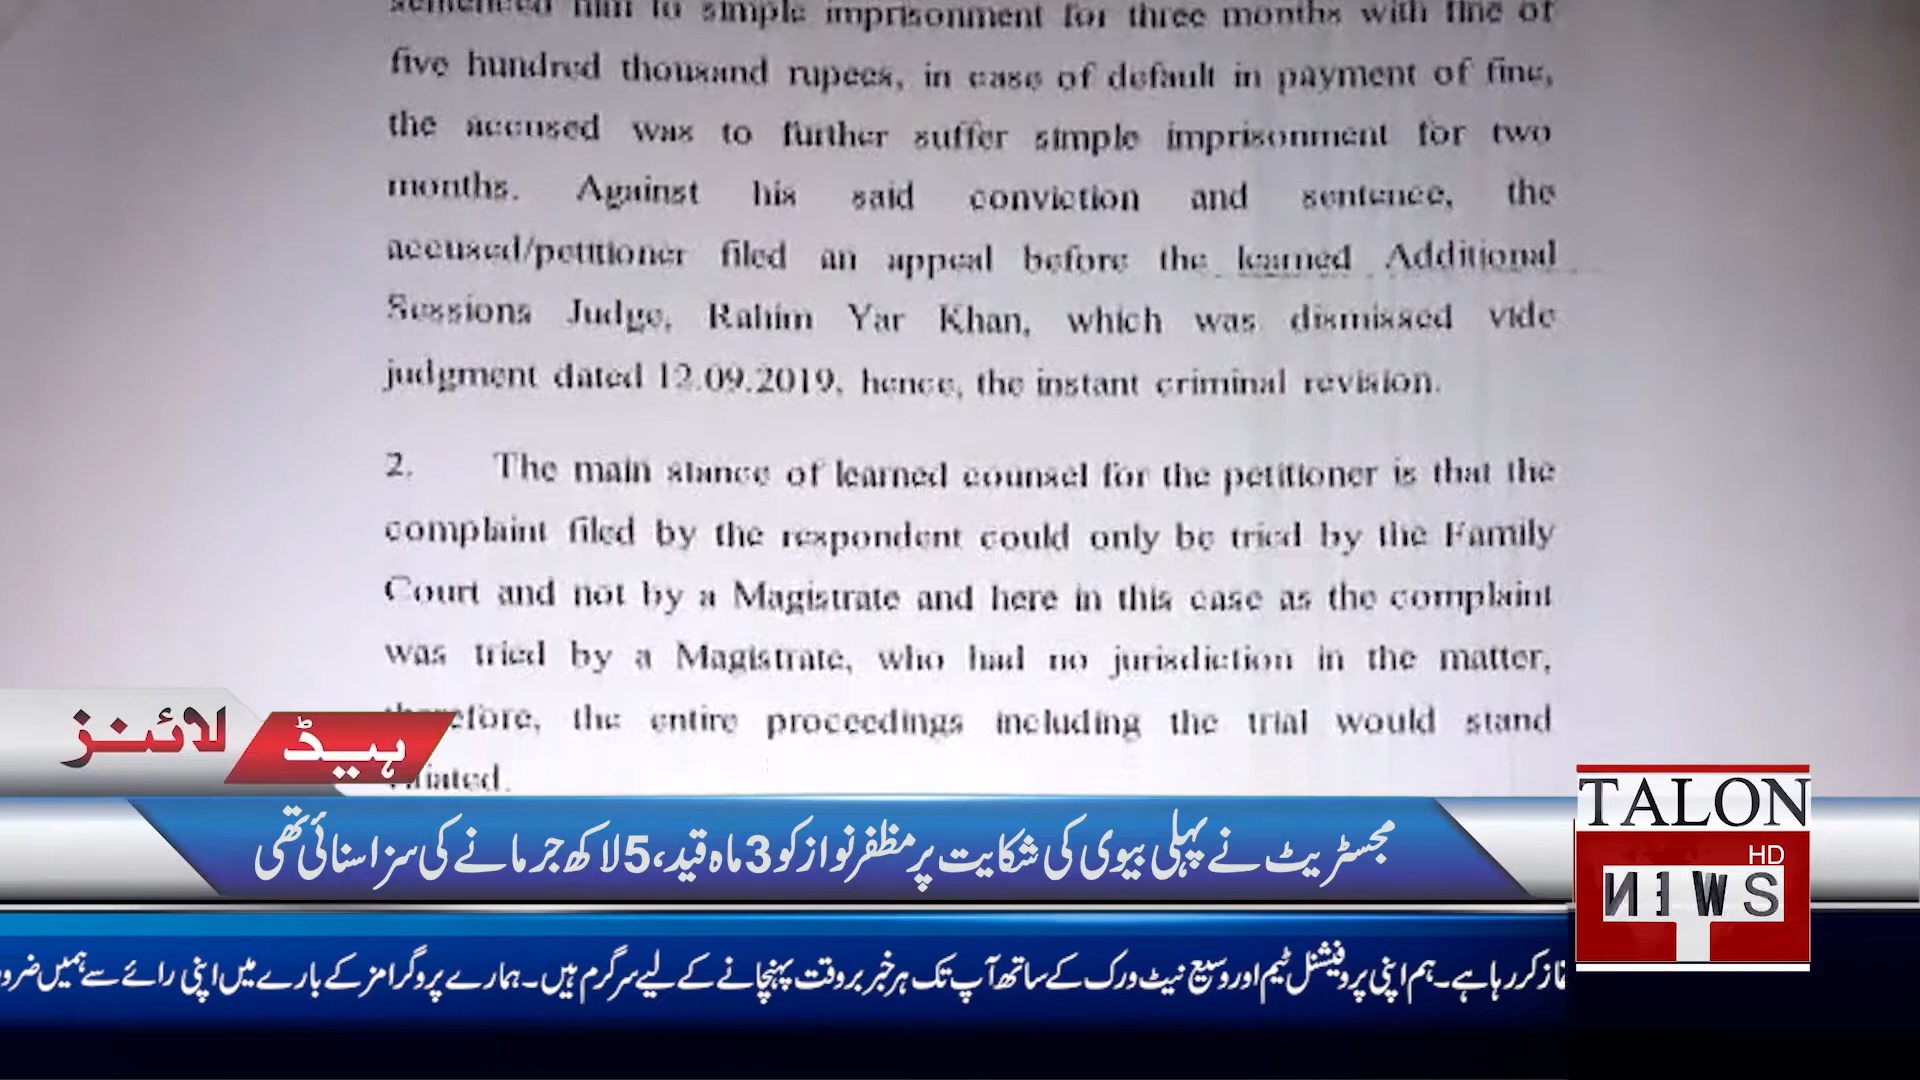 sentenced him to simple imprisonment for three months with fine of
five hundred thousand rupees, in case of default in payment of fine,
the accused was to further suffer simple imprisonment for two
months. Against his said conviction and sentence, the
accused/petitioner filed an appeal before the learned Additional
Sessions Judge, Rahim Yar Khan, which was dismissed vide
judgment dated 12.09.2019, hence, the instant criminal revision.
2. The main stance of learned counsel for the petitioner is that the
complaint filed by the respondent could only be tried by the Family
Court and not by a Magistrate and here in this case as the complaint
was tried by a Magistrate, who had no jurisdiction in the matter,
therefore, the entire proceedings including the trial would stand
ہیڈ لائنز
مجسٹریٹ نے پہلی بیوی کی شکایت پر مظفر نواز کو 3 ماہ قید، 5 لاکھ جرمانے کی سزا سنائی تھی
TALON
HD
NEWS
کر رہا ہے۔ ہم اپنی پروفیشنل ٹیم اور وسیع نیٹ ورک کے ساتھ آپ تک ہر خبر بروقت پہنچانے کے لیے سرگرم ہیں۔ ہمارے پروگرامز کے بارے میں اپنی رائے سے ہمیں